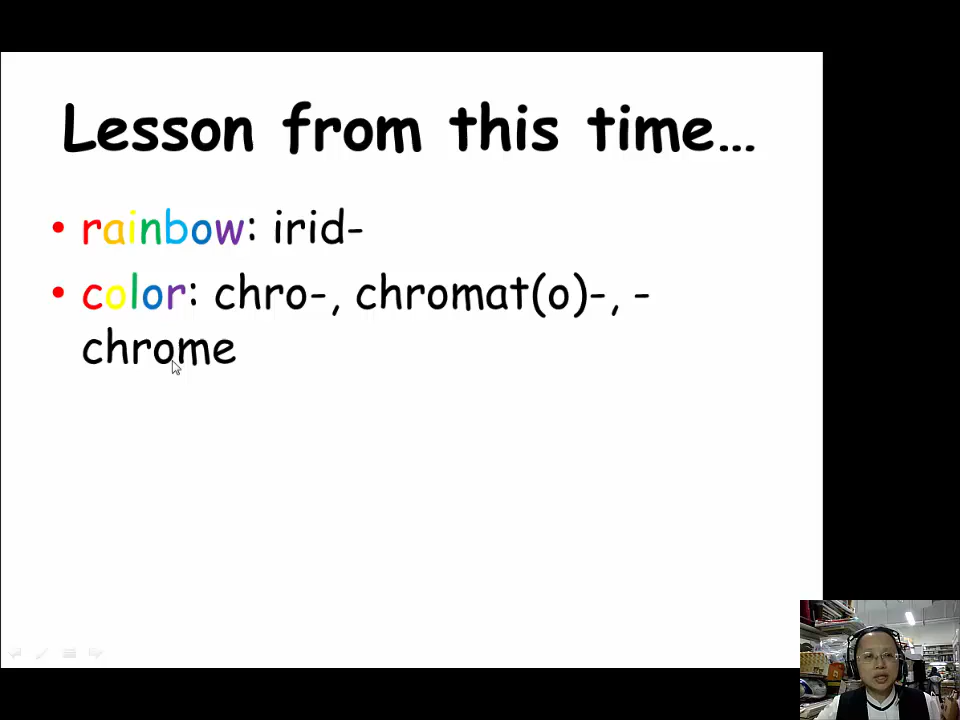 Lesson from this time…
• rainbow: irid-
• color: chro-, chromat(o)-, -
chrome